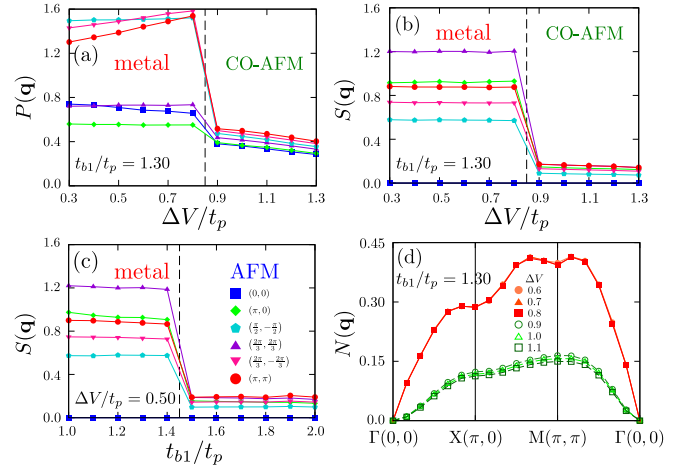 1.6
1.2
0.8
0.4
0.0
P(q)
(a)
metal
CO-AFM
t_{b1}/t_p = 1.30
0.3 0.5 0.7 0.9 1.1 1.3
ΔV/t_p
1.6
1.2
0.8
0.4
0.0
S(q)
(b)
metal
CO-AFM
t_{b1}/t_p = 1.30
0.3 0.5 0.7 0.9 1.1 1.3
ΔV/t_p
1.6
1.2
0.8
0.4
0.0
S(q)
(c)
metal
AFM
(0, 0)
(π, 0)
(π/2, -π/2)
(2π/3, 2π/3)
(2π/3, -2π/3)
(π, π)
ΔV/t_p = 0.50
1.0 1.2 1.4 1.6 1.8 2.0
t_{b1}/t_p
0.45
0.30
0.15
0.00
N(q)
(d)
t_{b1}/t_p = 1.30
ΔV
0.6
0.7
0.8
0.9
1.0
1.1
Γ(0, 0) X(π, 0) M(π, π) Γ(0, 0)